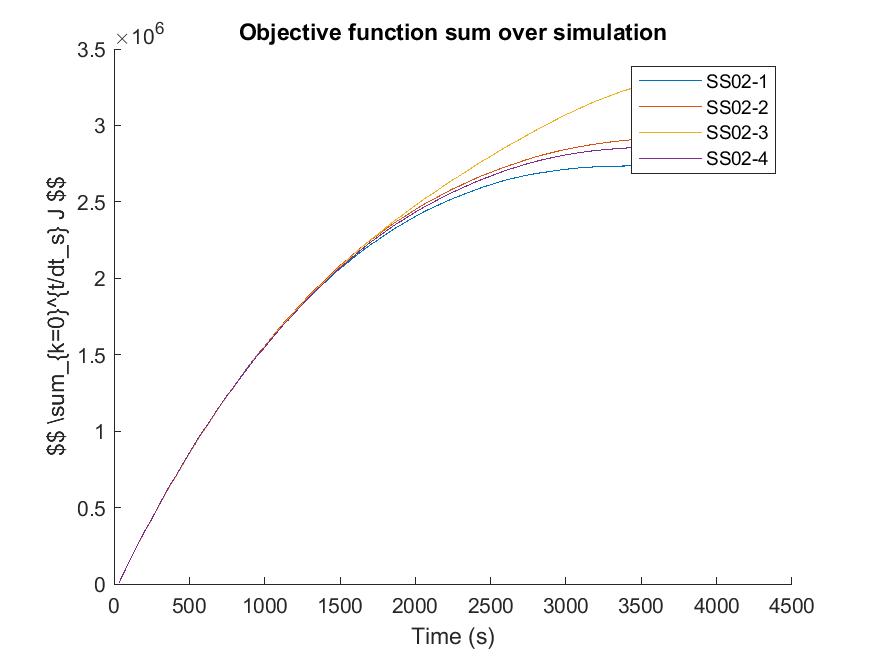 Objective function sum over simulation
×10^6
3.5
3
2.5
2
1.5
1
0.5
0
$$ \sum_{k=0}^{t/dt_s} J $$
SS02-1
SS02-2
SS02-3
SS02-4
0 500 1000 1500 2000 2500 3000 3500 4000 4500
Time (s)